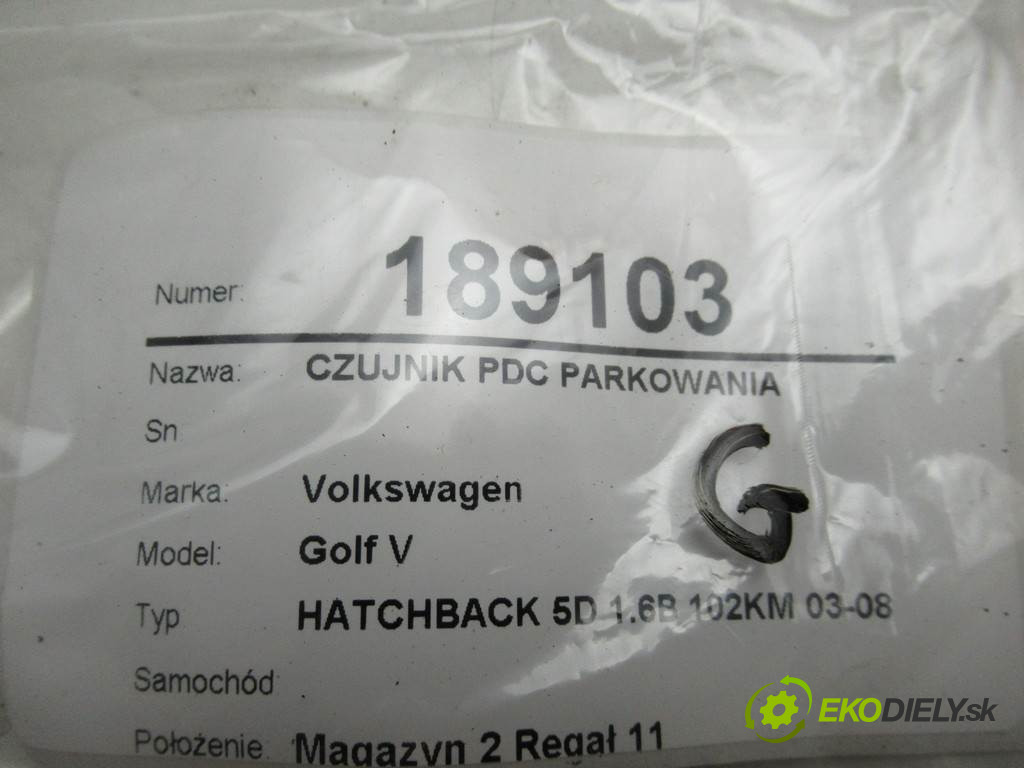 Numer: 189103
Nazwa: CZUJNIK PDC PARKOWANIA
Sn
Marka: Volkswagen
G
Model: Golf V
Typ HATCHBACK 5D 1.6B 102KM 03-08
Samochód
Położenie: Magazyn 2 Regał 11
EKODIELY.sk